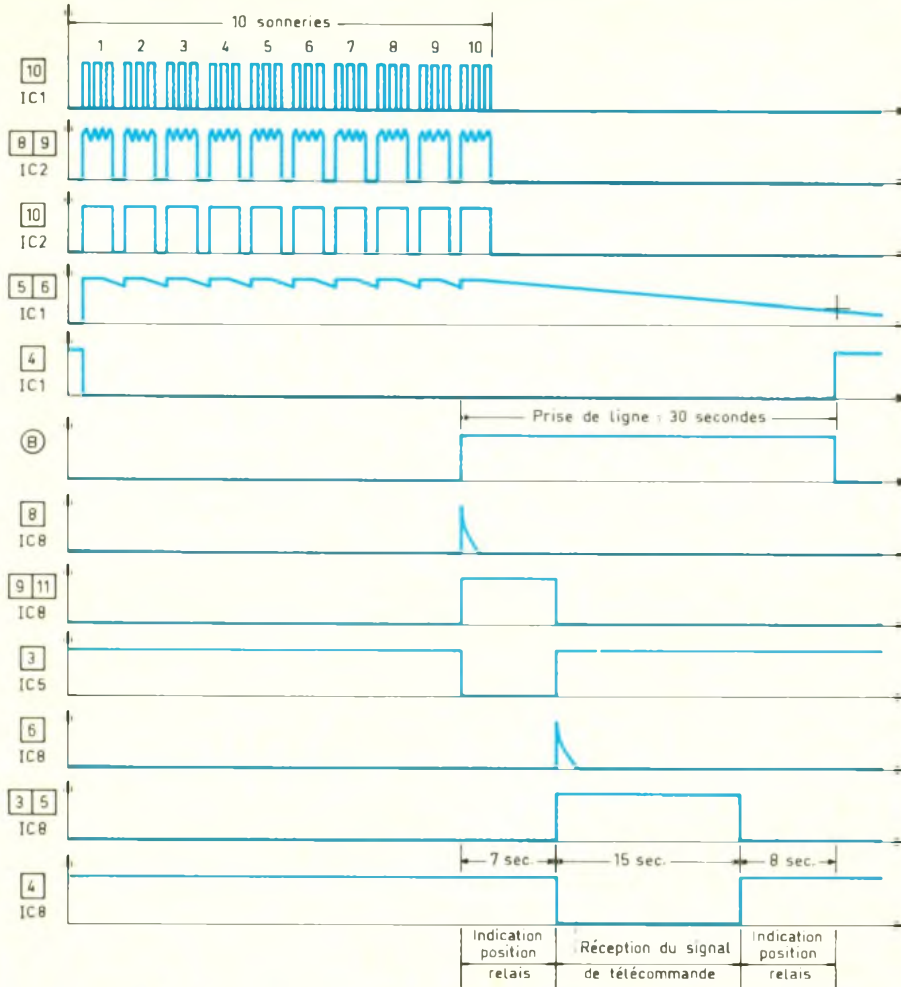 10 sonneries
1 2 3 4 5 6 7 8 9 10
10
IC1
8 9
IC2
10
IC2
5 6
IC1
4
IC1
Prise de ligne : 30 secondes
B
8
IC8
9 11
IC8
3
IC5
6
IC8
3 5
IC8
7 sec. 15 sec. 8 sec.
4
IC8
Indication
position
relais
Réception du signal
de télécommande
Indication
position
relais